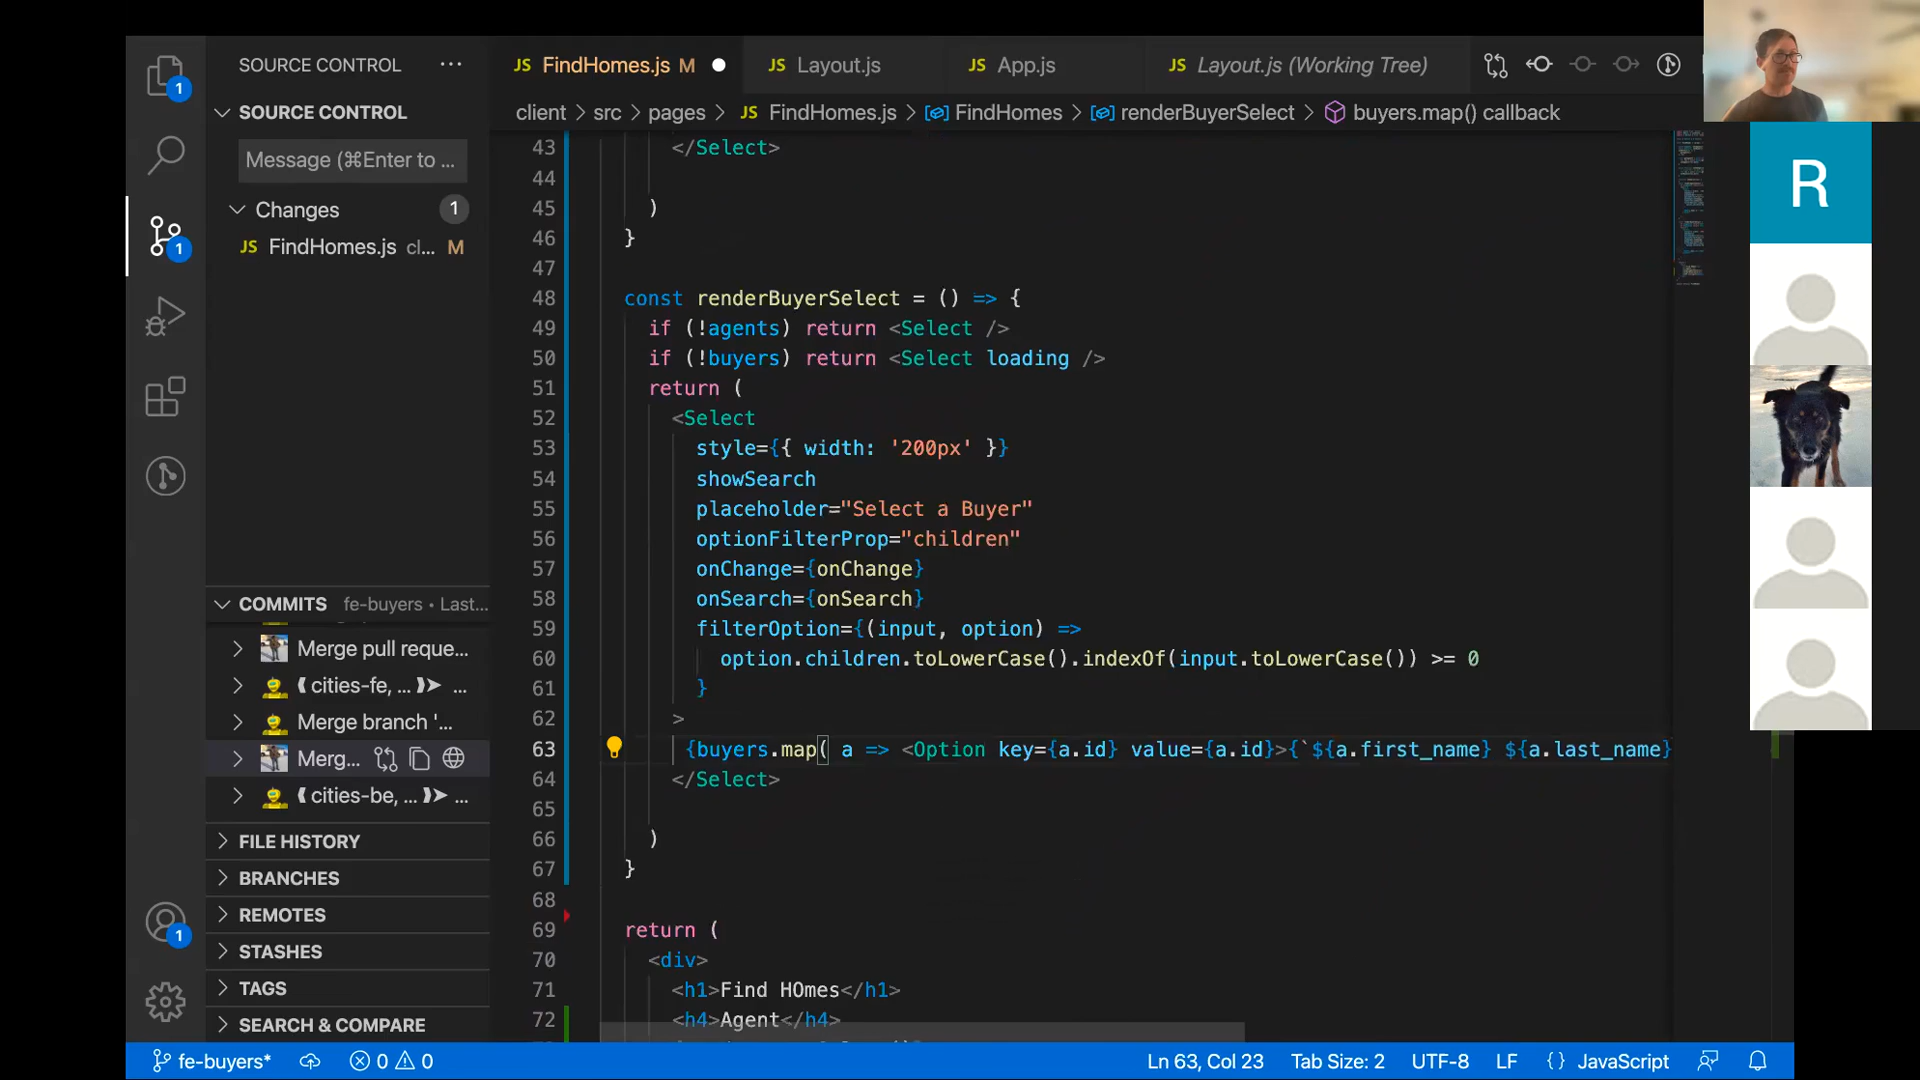 SOURCE CONTROL ...
JS FindHomes.js M
JS Layout.js
JS App.js
JS Layout.js (Working Tree)
1
SOURCE CONTROL
client > src > pages > JS FindHomes.js > FindHomes > renderBuyerSelect > buyers.map() callback
Message (⌘Enter to ...
Changes 1
JS FindHomes.js cl... M
1
43 </Select>
44
45 )
46 }
47
48 const renderBuyerSelect = () => {
49 if (!agents) return <Select />
50 if (!buyers) return <Select loading />
51 return (
52 <Select
53 style={{ width: '200px' }}
54 showSearch
55 placeholder="Select a Buyer"
56 optionFilterProp="children"
57 onChange={onChange}
58 onSearch={onSearch}
59 filterOption={(input, option) =>
60 option.children.toLowerCase().indexOf(input.toLowerCase()) >= 0
61 }
62 >
63 {buyers.map( a => <Option key={a.id} value={a.id}>{`${a.first_name} ${a.last_name}
64 </Select>
65
66 )
67 }
68
69 return (
70 <div>
71 <h1>Find HOmes</h1>
72 <h4>Agent</h4>
COMMITS fe-buyers • Last...
Merge pull reque...
⟪ cities-fe, ... ⟫➤ ...
Merge branch '...
Merg...
⟪ cities-be, ... ⟫➤ ...
FILE HISTORY
BRANCHES
REMOTES
STASHES
TAGS
SEARCH & COMPARE
1
R
fe-buyers* 0 0
Ln 63, Col 23 Tab Size: 2 UTF-8 LF {} JavaScript